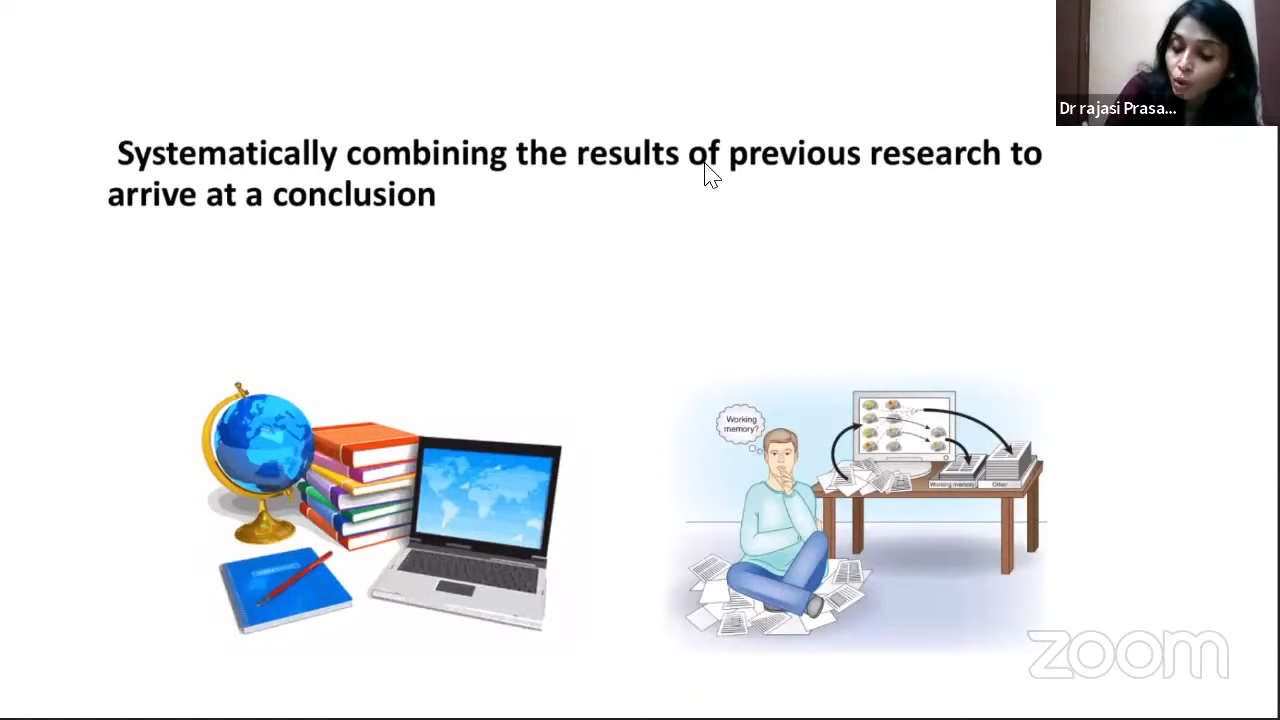 Dr rajasi Prasa...
Systematically combining the results of previous research to
arrive at a conclusion
Working
memory?
Working memory
Other
zoom